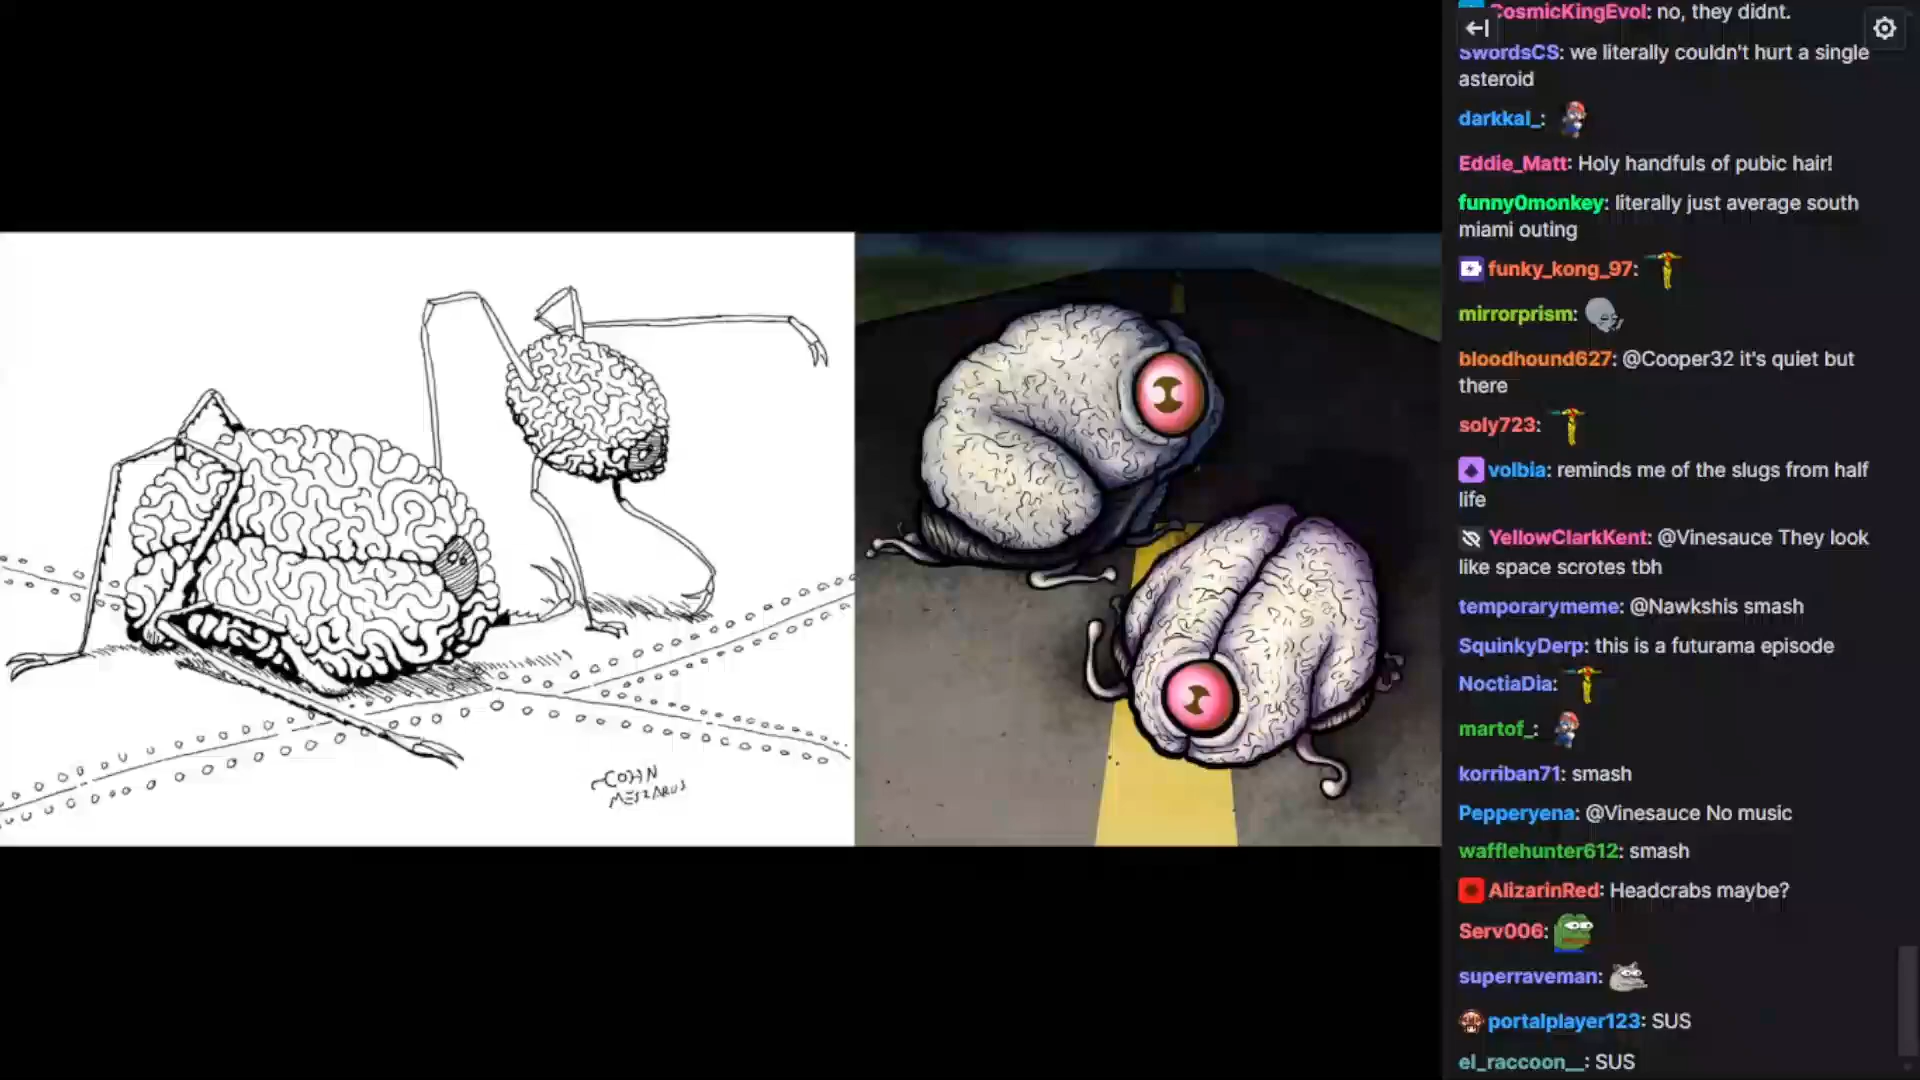 COHN
MESZAROS
CosmicKingEvol: no, they didnt.
SwordsCS: we literally couldn't hurt a single
asteroid
darkkal_:
Eddie_Matt: Holy handfuls of pubic hair!
funny0monkey: literally just average south
miami outing
funky_kong_97:
mirrorprism:
bloodhound627: @Cooper32 it's quiet but
there
soly723:
volbia: reminds me of the slugs from half
life
YellowClarkKent: @Vinesauce They look
like space scrotes tbh
temporarymeme: @Nawkshis smash
SquinkyDerp: this is a futurama episode
NoctiaDia:
martof_:
korriban71: smash
Pepperyena: @Vinesauce No music
wafflehunter612: smash
AlizarinRed: Headcrabs maybe?
Serv006:
superraveman:
portalplayer123: SUS
el_raccoon__: SUS